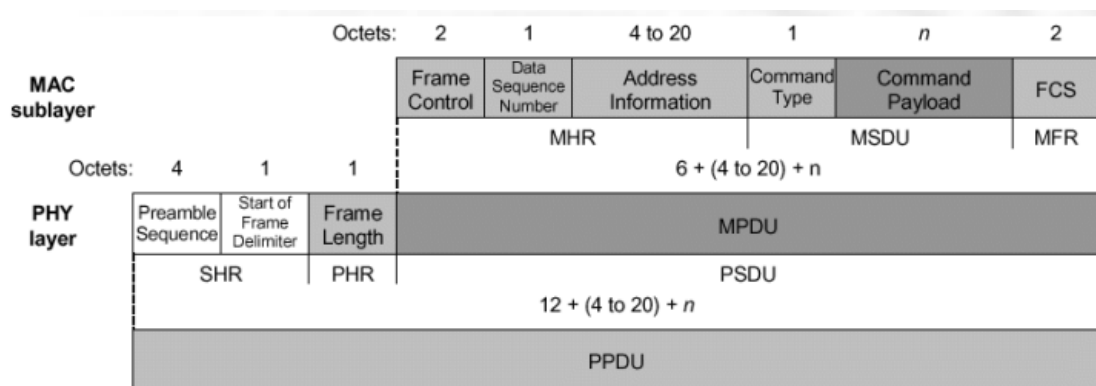 Octets: 2 1 4 to 20 1 n 2
MAC sublayer
Frame Control
Data Sequence Number
Address Information
Command Type
Command Payload
FCS
MHR MSDU MFR
Octets: 4 1 1 6 + (4 to 20) + n
PHY layer
Preamble Sequence
Start of Frame Delimiter
Frame Length
MPDU
SHR PHR PSDU
12 + (4 to 20) + n
PPDU